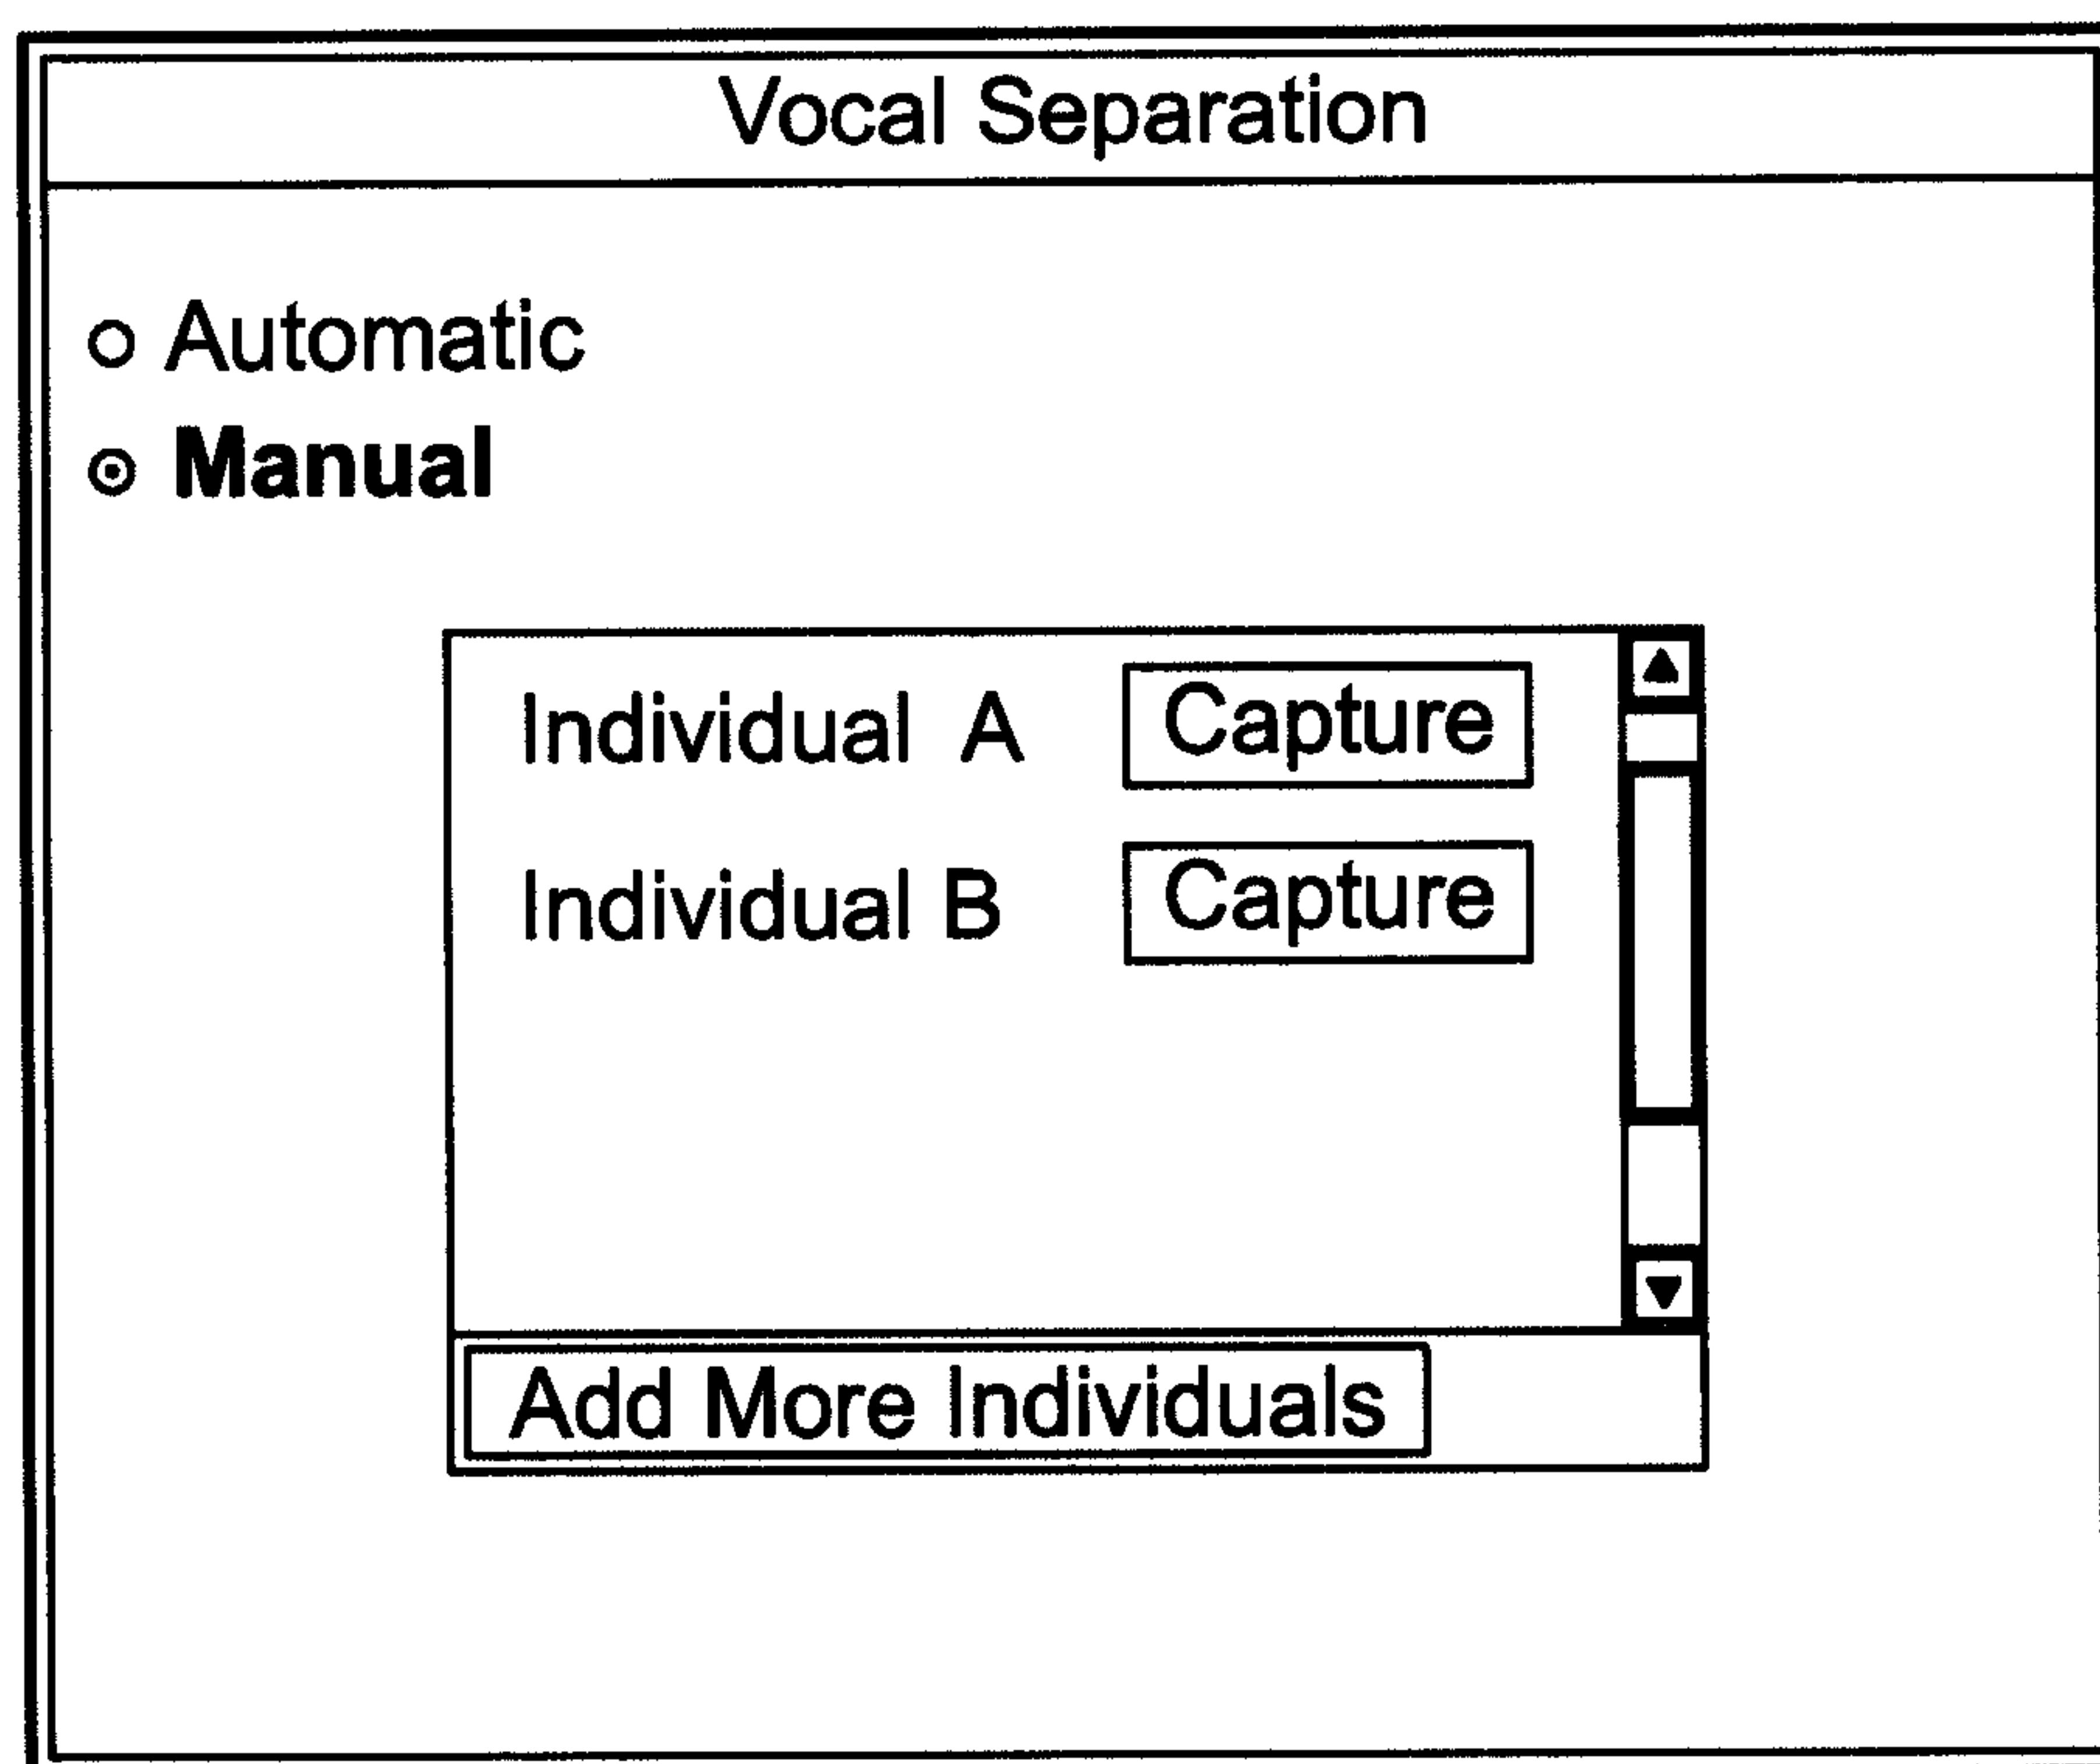 Vocal Separation
Automatic
Manual
Individual A Capture
Individual B Capture
Add More Individuals